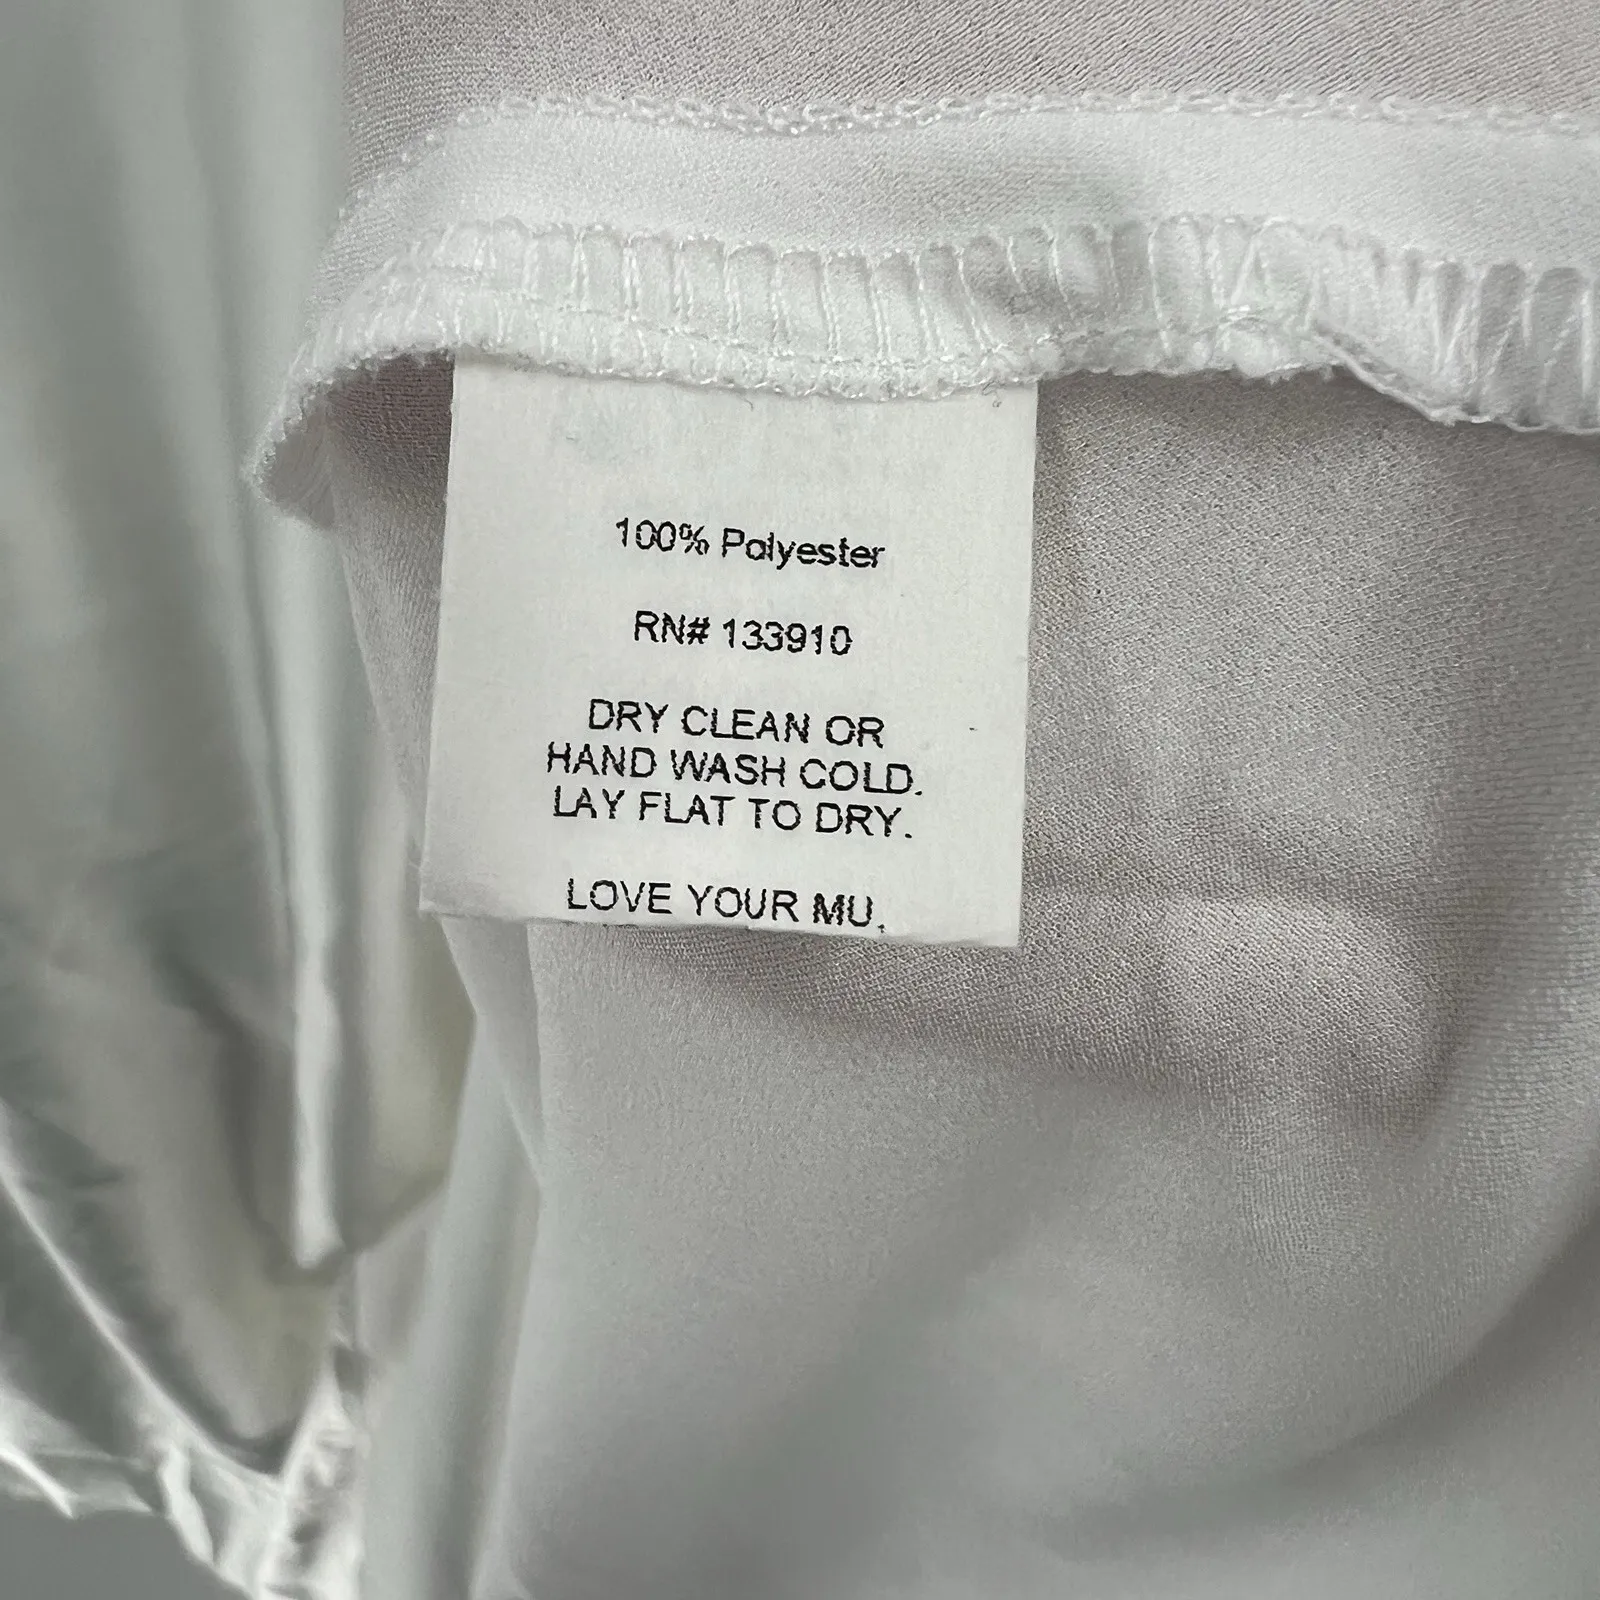 100% Polyester
RN# 133910
DRY CLEAN OR
HAND WASH COLD.
LAY FLAT TO DRY.
LOVE YOUR MU.